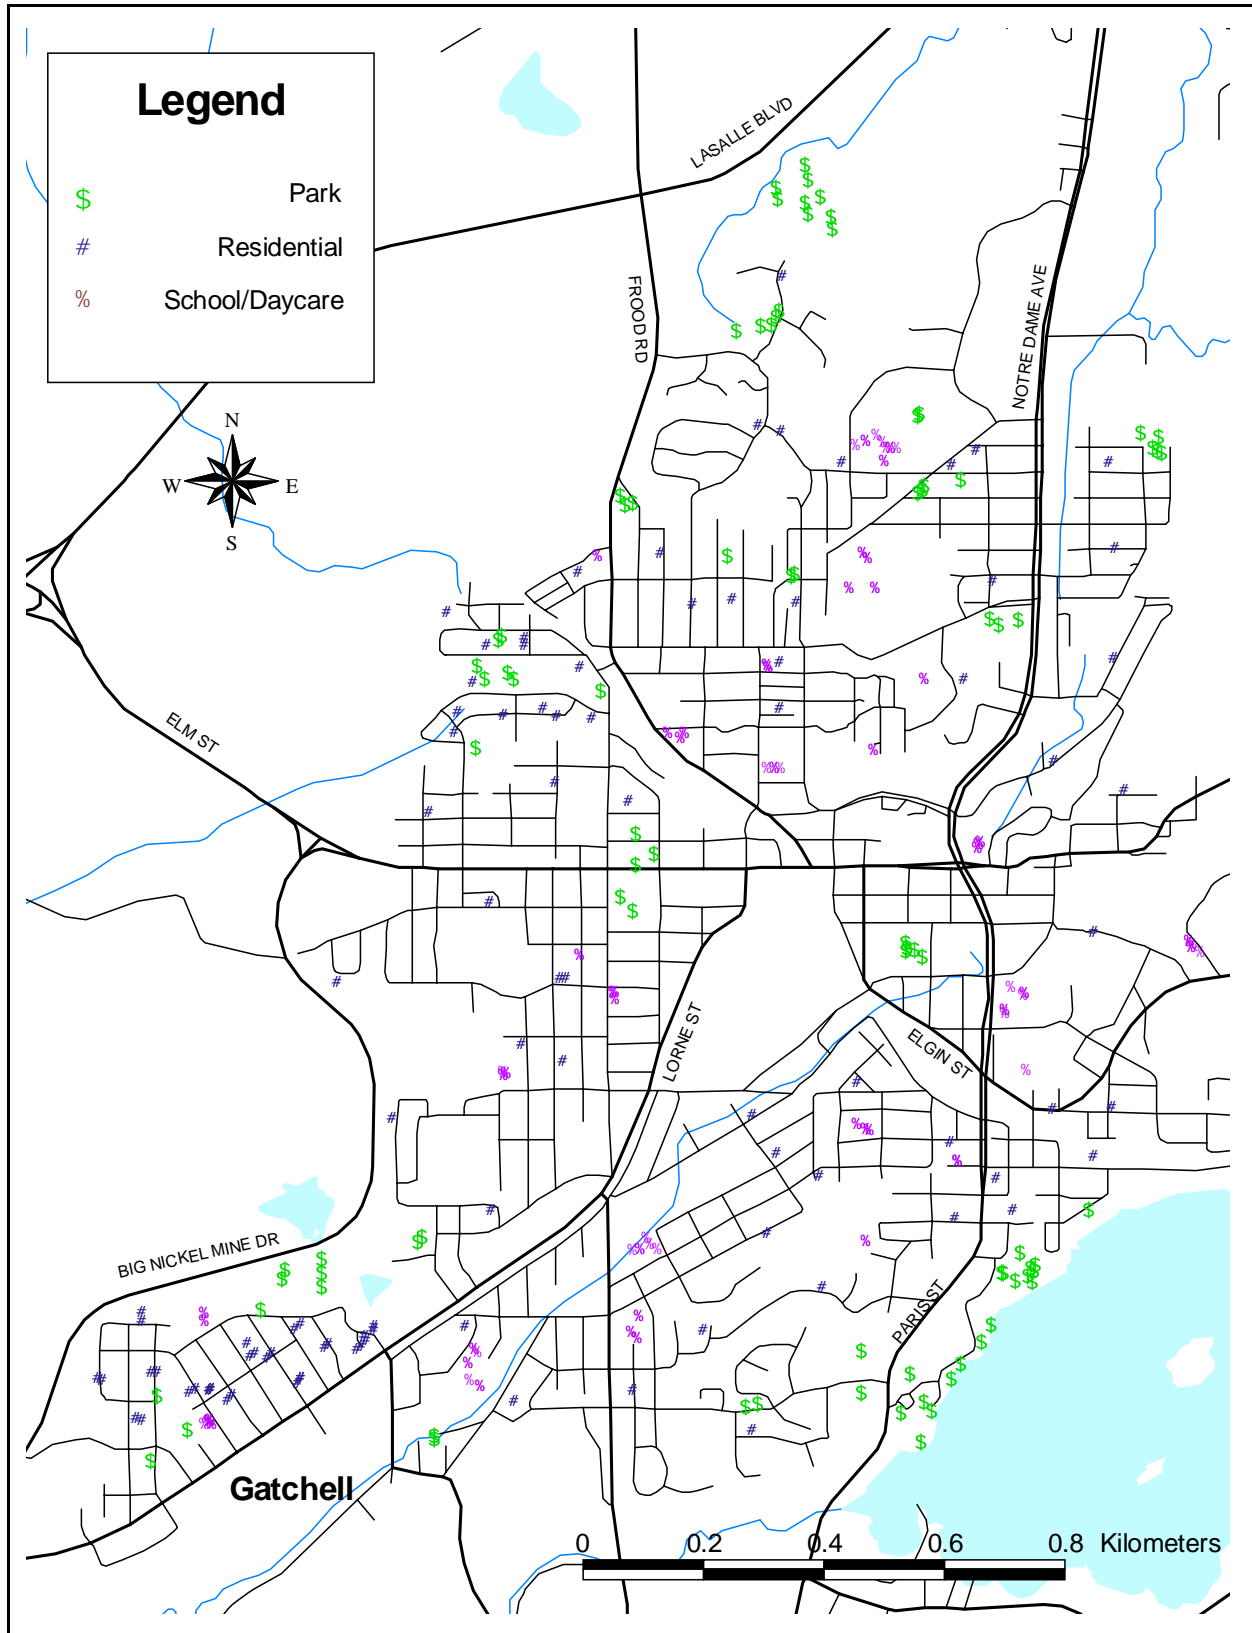 Legend
$ Park
# Residential
% School/Daycare
LASALLE BLVD
FROOD RD
NOTRE DAME AVE
N
W E
S
ELM ST
LORNE ST
ELGIN ST
BIG NICKEL MINE DR
PARIS ST
Gatchell
0 0.2 0.4 0.6 0.8 Kilometers